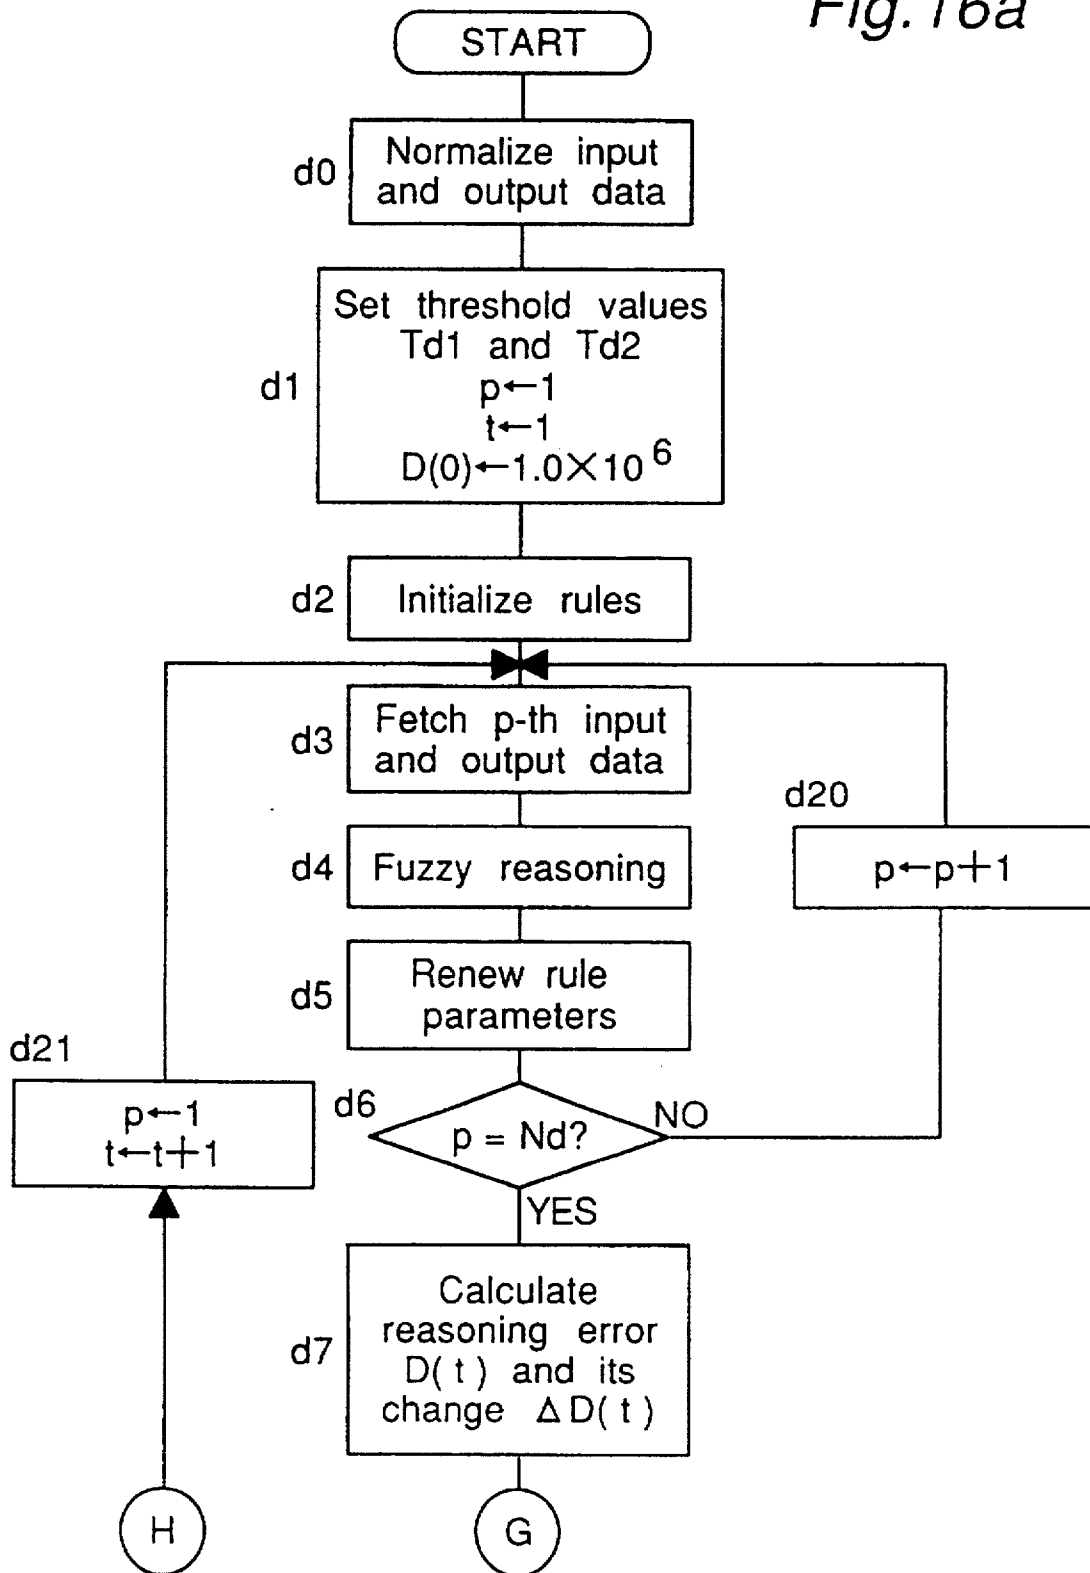 Fig. 16a
START
d0
Normalize input
and output data
d1
Set threshold values
Td1 and Td2
p←1
t←1
D(0)←1.0×10⁶
d2
Initialize rules
d3
Fetch p-th input
and output data
d20
p←p+1
d4
Fuzzy reasoning
d5
Renew rule
parameters
d21
p←1
t←t+1
d6
p = Nd?
NO
YES
d7
Calculate
reasoning error
D( t ) and its
change ΔD( t )
H
G